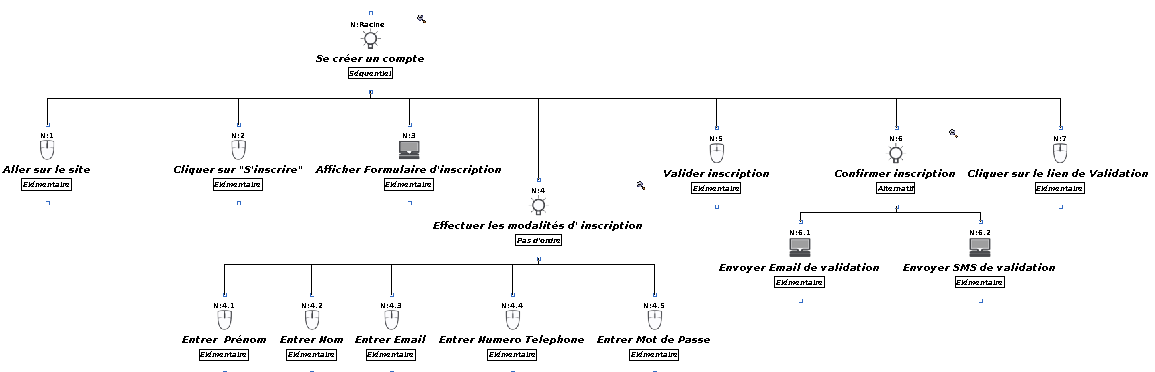 N:Racine
Se créer un compte
Séquentiel
N:1
Aller sur le site
Elémentaire
N:2
Cliquer sur "S'inscrire"
Elémentaire
N:3
Afficher Formulaire d'inscription
Elémentaire
N:4
Effectuer les modalités d' inscription
Pas d'ordre
N:4.1
Entrer Prénom
Elémentaire
N:4.2
Entrer Nom
Elémentaire
N:4.3
Entrer Email
Elémentaire
N:4.4
Entrer Numero Telephone
Elémentaire
N:4.5
Entrer Mot de Passe
Elémentaire
N:5
Valider inscription
Elémentaire
N:6
Confirmer inscription
Alternatif
N:6.1
Envoyer Email de validation
Elémentaire
N:6.2
Envoyer SMS de validation
Elémentaire
N:7
Cliquer sur le lien de Validation
Elémentaire